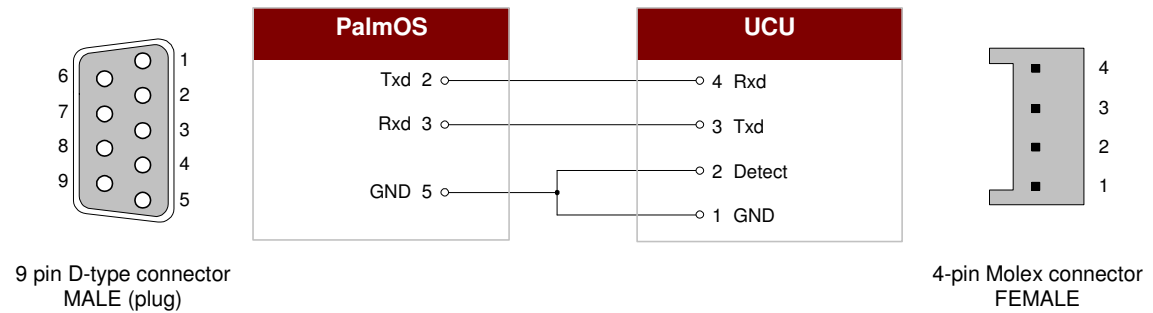 PalmOS
UCU
1
6
2
7
3
8
4
9
5
Txd 2
4 Rxd
Rxd 3
3 Txd
2 Detect
GND 5
1 GND
4
3
2
1
9 pin D-type connector
MALE (plug)
4-pin Molex connector
FEMALE